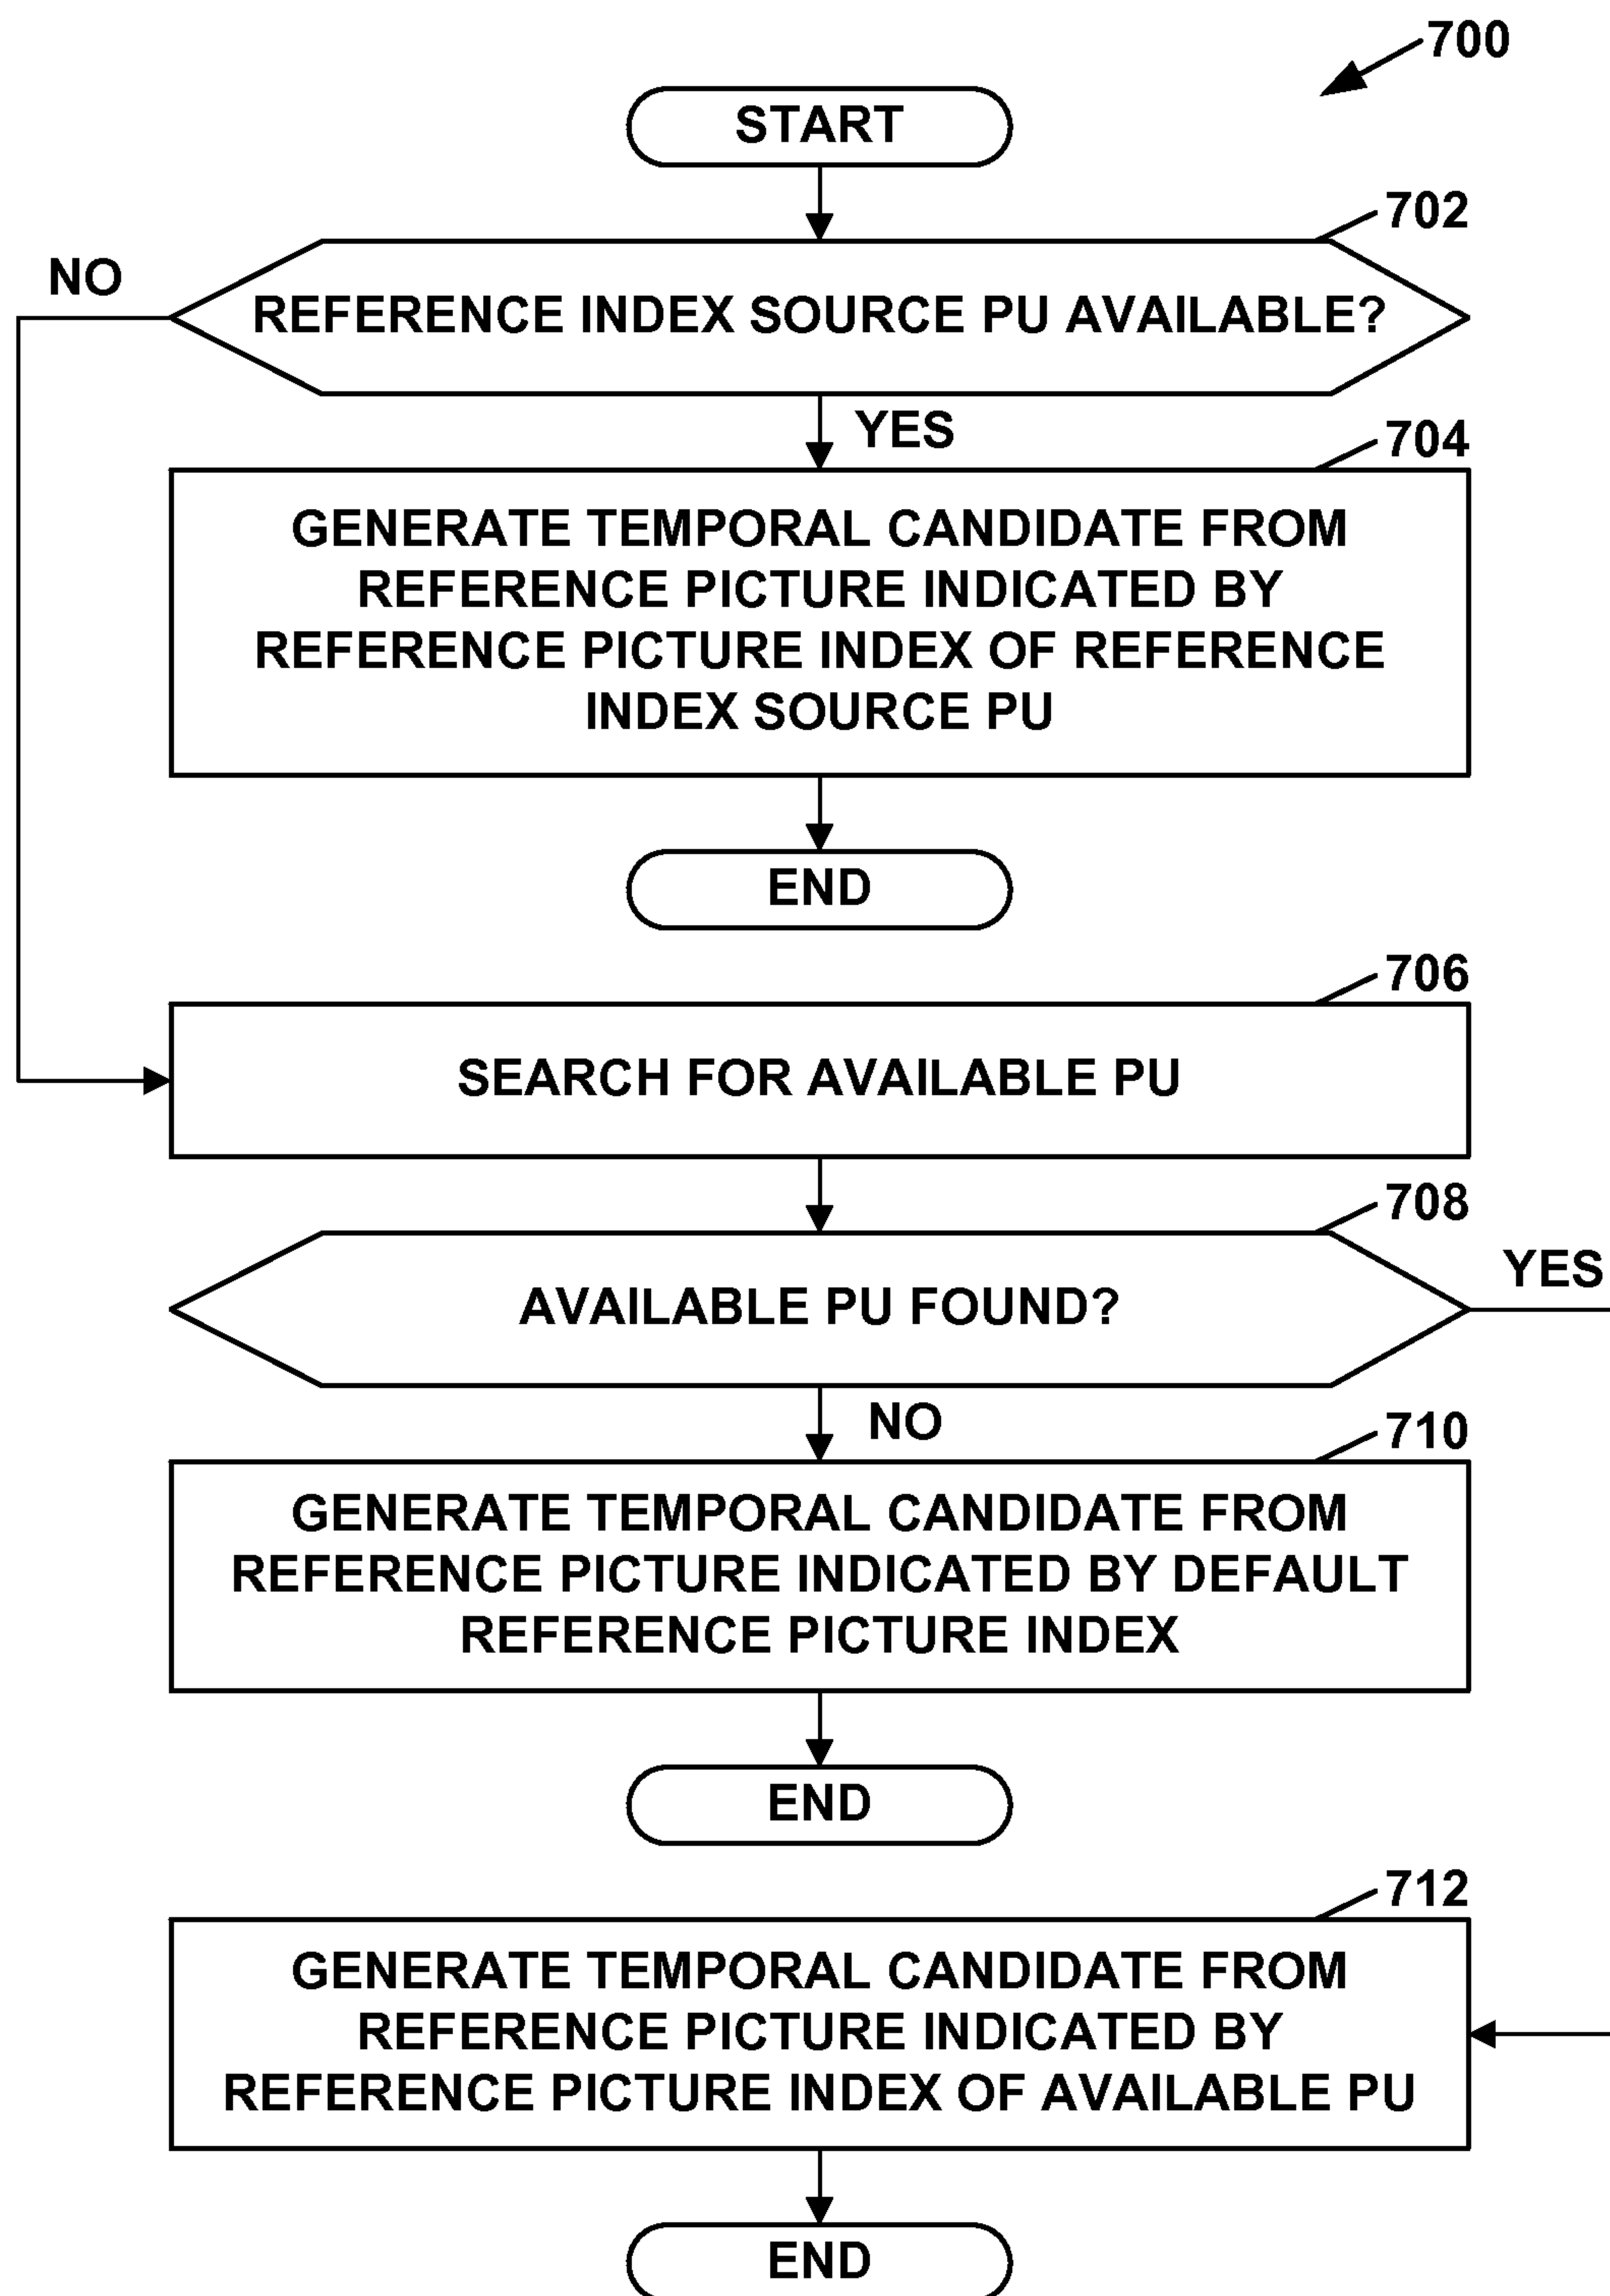 700
START
702
NO
REFERENCE INDEX SOURCE PU AVAILABLE?
YES
704
GENERATE TEMPORAL CANDIDATE FROM
REFERENCE PICTURE INDICATED BY
REFERENCE PICTURE INDEX OF REFERENCE
INDEX SOURCE PU
END
706
SEARCH FOR AVAILABLE PU
708
YES
AVAILABLE PU FOUND?
NO
710
GENERATE TEMPORAL CANDIDATE FROM
REFERENCE PICTURE INDICATED BY DEFAULT
REFERENCE PICTURE INDEX
END
712
GENERATE TEMPORAL CANDIDATE FROM
REFERENCE PICTURE INDICATED BY
REFERENCE PICTURE INDEX OF AVAILABLE PU
END